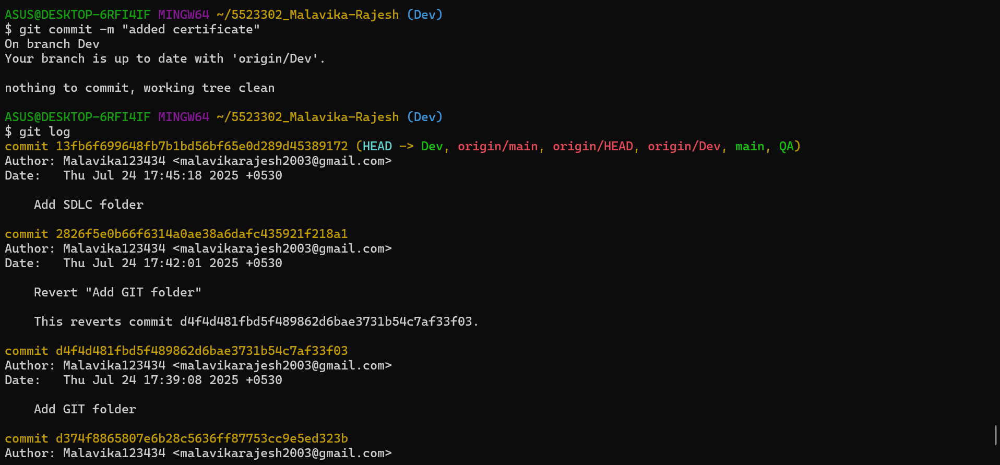 ASUS@DESKTOP-6RFI4IF MINGW64 ~/5523302_Malavika-Rajesh (Dev)
$ git commit -m "added certificate"
On branch Dev
Your branch is up to date with 'origin/Dev'.
nothing to commit, working tree clean
ASUS@DESKTOP-6RFI4IF MINGW64 ~/5523302_Malavika-Rajesh (Dev)
$ git log
commit 13fb6f699648fb7b1bd56bf65e0d289d45389172 (HEAD -> Dev, origin/main, origin/HEAD, origin/Dev, main, QA)
Author: Malavika123434 <malavikarajesh2003@gmail.com>
Date:   Thu Jul 24 17:45:18 2025 +0530
    Add SDLC folder
commit 2826f5e0b66f6314a0ae38a6dafc435921f218a1
Author: Malavika123434 <malavikarajesh2003@gmail.com>
Date:   Thu Jul 24 17:42:01 2025 +0530
    Revert "Add GIT folder"
    This reverts commit d4f4d481fbd5f489862d6bae3731b54c7af33f03.
commit d4f4d481fbd5f489862d6bae3731b54c7af33f03
Author: Malavika123434 <malavikarajesh2003@gmail.com>
Date:   Thu Jul 24 17:39:08 2025 +0530
    Add GIT folder
commit d374f8865807e6b28c5636ff87753cc9e5ed323b
Author: Malavika123434 <malavikarajesh2003@gmail.com>